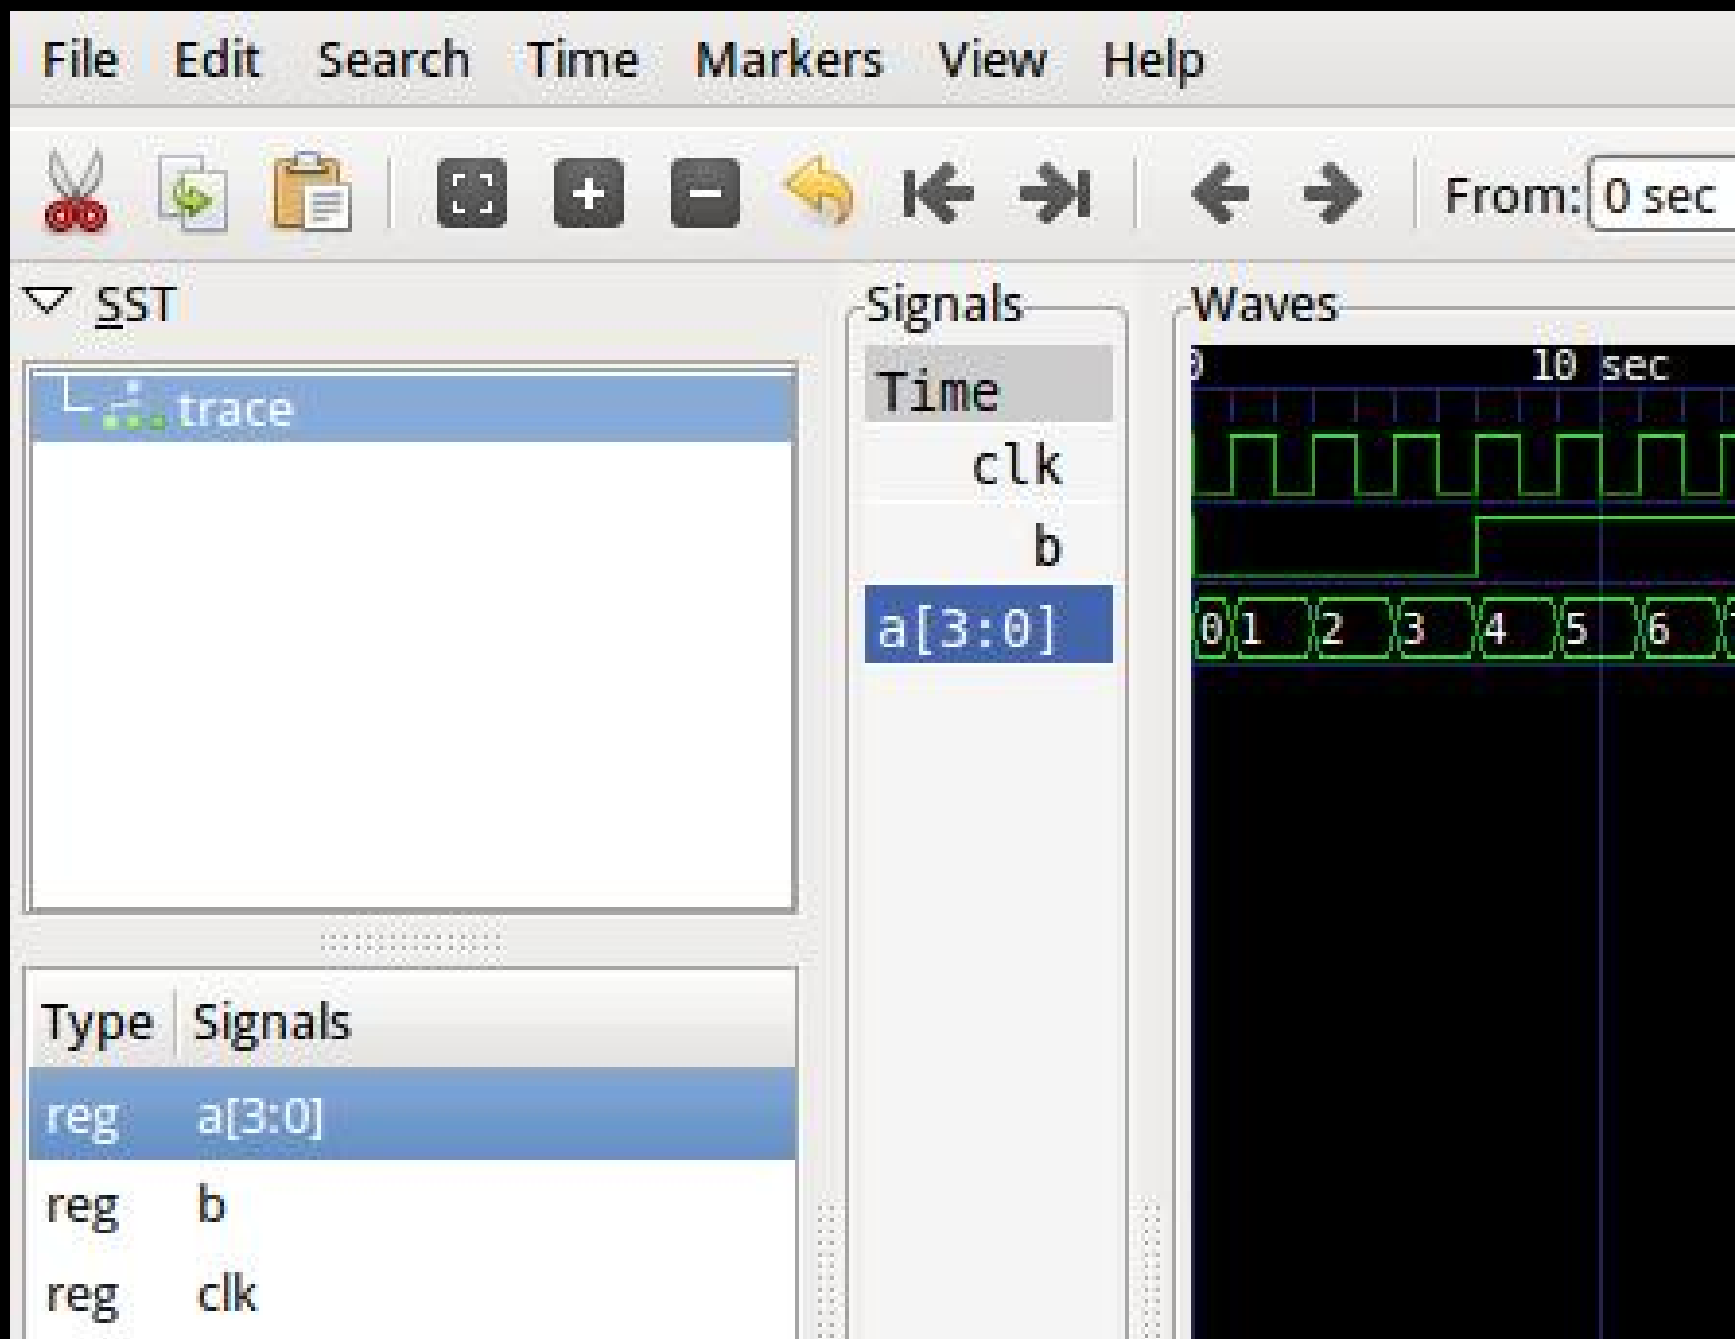 File Edit Search Time Markers View Help
From: 0 sec
SST
trace
Type Signals
reg a[3:0]
reg b
reg clk
Signals
Time
clk
b
a[3:0]
Waves
0 10 sec
0 1 2 3 4 5 6